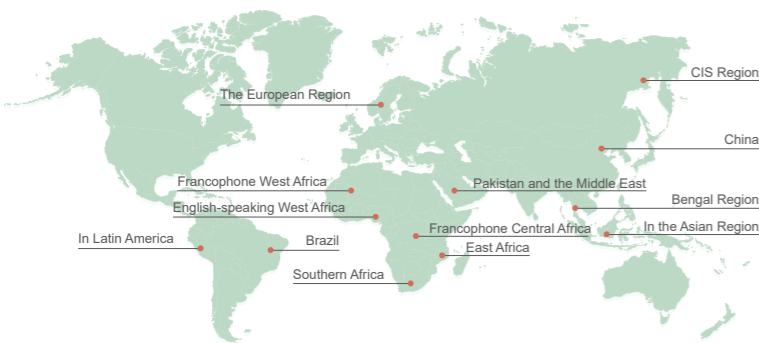 CIS Region
The European Region
China
Francophone West Africa
Pakistan and the Middle East
Bengal Region
English-speaking West Africa
Francophone Central Africa
In the Asian Region
In Latin America
Brazil
East Africa
Southern Africa